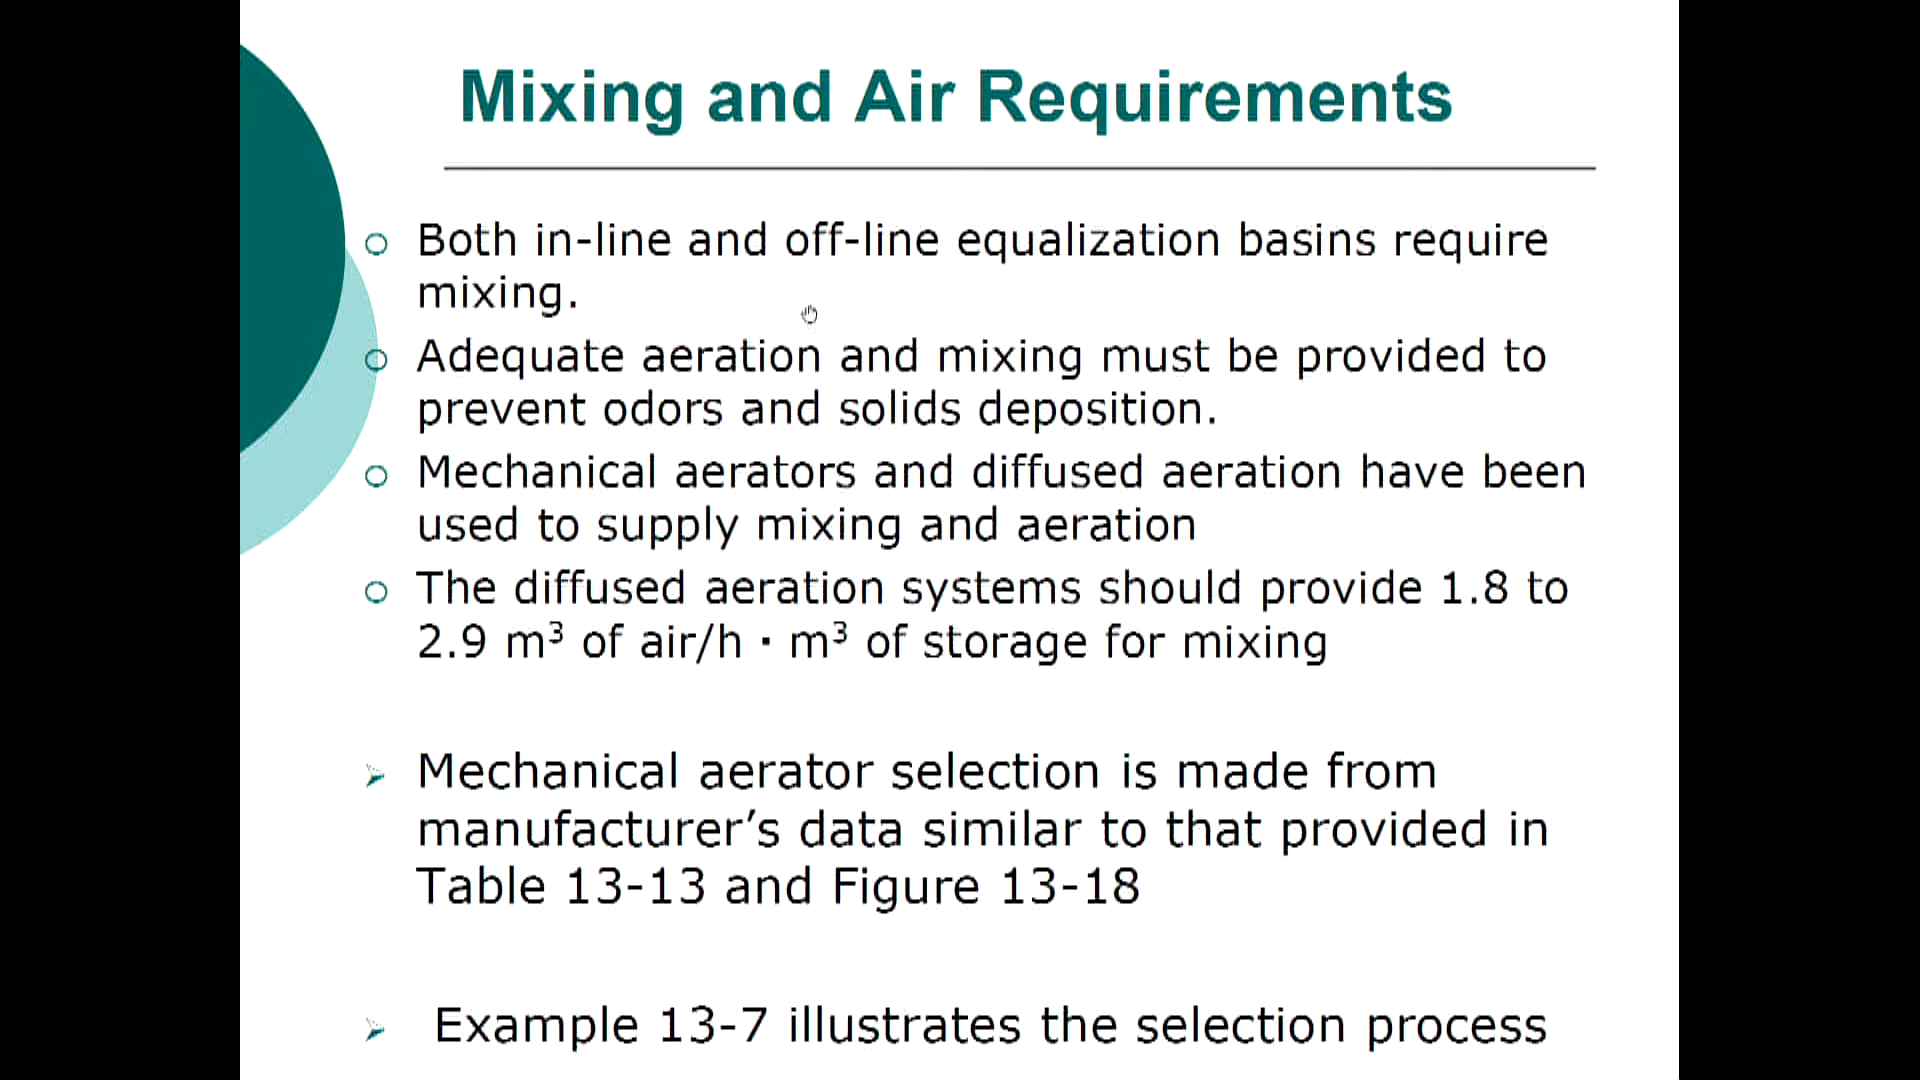 Mixing and Air Requirements
Both in-line and off-line equalization basins require
mixing.
Adequate aeration and mixing must be provided to
prevent odors and solids deposition.
Mechanical aerators and diffused aeration have been
used to supply mixing and aeration
The diffused aeration systems should provide 1.8 to
2.9 m³ of air/h · m³ of storage for mixing
Mechanical aerator selection is made from
manufacturer’s data similar to that provided in
Table 13-13 and Figure 13-18
Example 13-7 illustrates the selection process